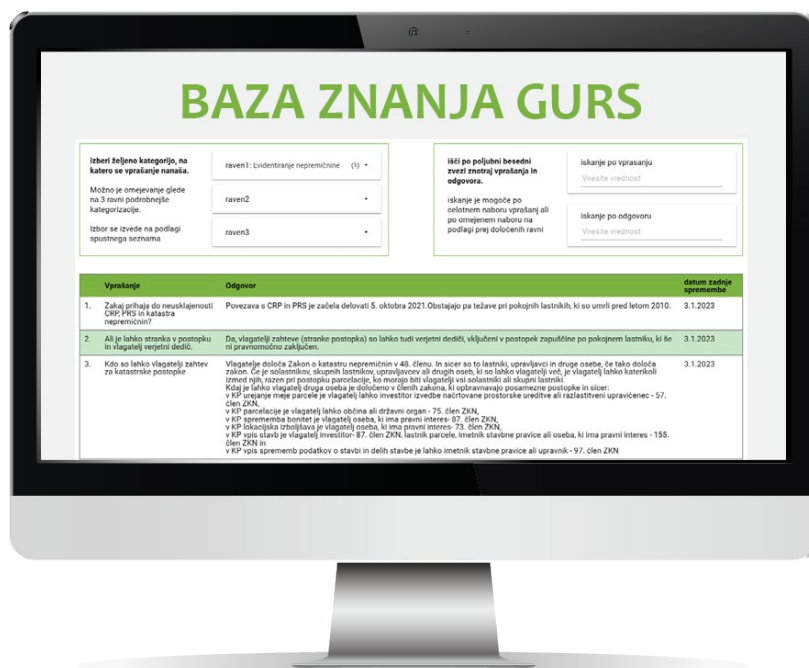 BAZA ZNANJA GURS
Izberi željeno kategorijo, na
katero se vprašanje nanaša.
Možno je omejevanje glede
na 3 ravni podrobnejše
kategorizacije.
Izbor se izvede na podlagi
spustnega seznama
raven1: Evidentiranje nepremičnine (1)
raven2
raven3
išči po poljubni besedni
zvezi znotraj vprašanja in
odgovora.
iskanje je mogoče po
celotnem naboru vprašanj ali
po omejenem naboru na
podlagi prej določenih ravni
iskanje po vprasanju
Vnesite vrednost
iskanje po odgovoru
Vnesite vrednost
Vprašanje Odgovor datum zadnje
spremembe
1. Zakaj prihaja do neusklajenosti
CRP, PRS in katastra
nepremičnin?
Povezava s CRP in PRS je začela delovati 5. oktobra 2021.Obstajajo pa težave pri pokojnih lastnikih, ki so umrli pred letom 2010.
3.1.2023
2. Ali je lahko stranka v postopku
in vlagatelj verjetni dedič.
Da, vlagatelji zahteve (stranke postopka) so lahko tudi verjetni dediči, vključeni v postopek zapuščine po pokojnem lastniku, ki še
ni pravnomočno zaključen.
3.1.2023
3. Kdo so lahko vlagatelji zahtev
za katastrske postopke
Vlagatelje določa Zakon o katastru nepremičnin v 48. členu. In sicer so to lastniki, upravljavci in druge osebe, če tako določa
zakon. Če je solastnikov, skupnih lastnikov, upravljavcev ali drugih oseb, ki so lahko vlagatelji več, je vlagatelj lahko katerikoli
izmed njih, razen pri postopku parcelacije, ko morajo biti vlagatelji vsi solastniki ali skupni lastniki.
Kdaj je lahko vlagatelj druga oseba je določeno v členih zakona, ki opbravnavajo posamezne postopke in sicer:
v KP urejanje meje parcele je vlagatelj lahko investitor izvedbe načrtovane prostorske ureditve ali razlastitveni upravičenec - 57.
člen ZKN,
v KP parcelacije je vlagatelj lahko občina ali državni organ - 75. člen ZKN,
v KP sprememba bonitet je vlagatelj oseba, ki ima pravni interes- 87. člen ZKN,
v KP lokacijska izboljšava je vlagatelj oseba, ki ima pravni interes- 73. člen ZKN,
v KP vpis stavb je vlagatelj investitor- 87. člen ZKN, lastnik parcele, imetnik stavbne pravice ali oseba, ki ima pravni interes - 155.
člen ZKN in
v KP vpis sprememb podatkov o stavbi in delih stavbe je lahko imetnik stavbne pravice ali upravnik - 97. člen ZKN
3.1.2023